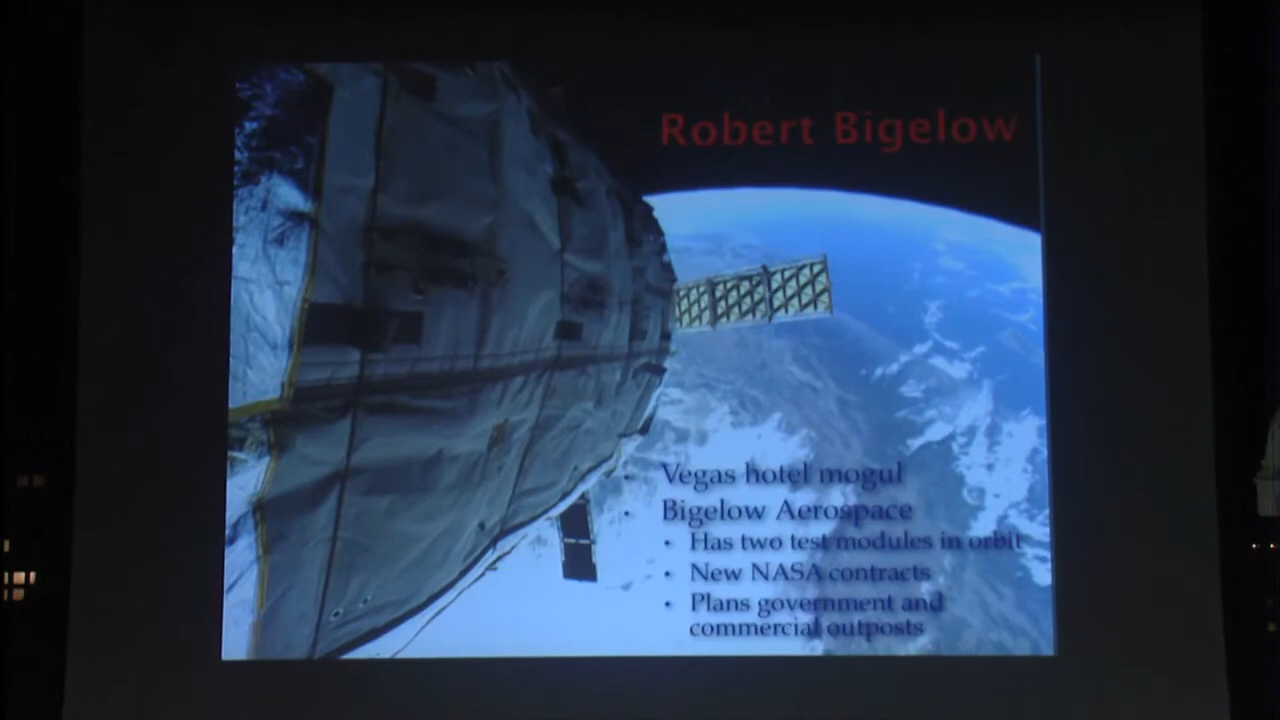 Robert Bigelow
Vegas hotel mogul
Bigelow Aerospace
• Has two test modules in orbit
• New NASA contracts
• Plans government and
commercial outposts